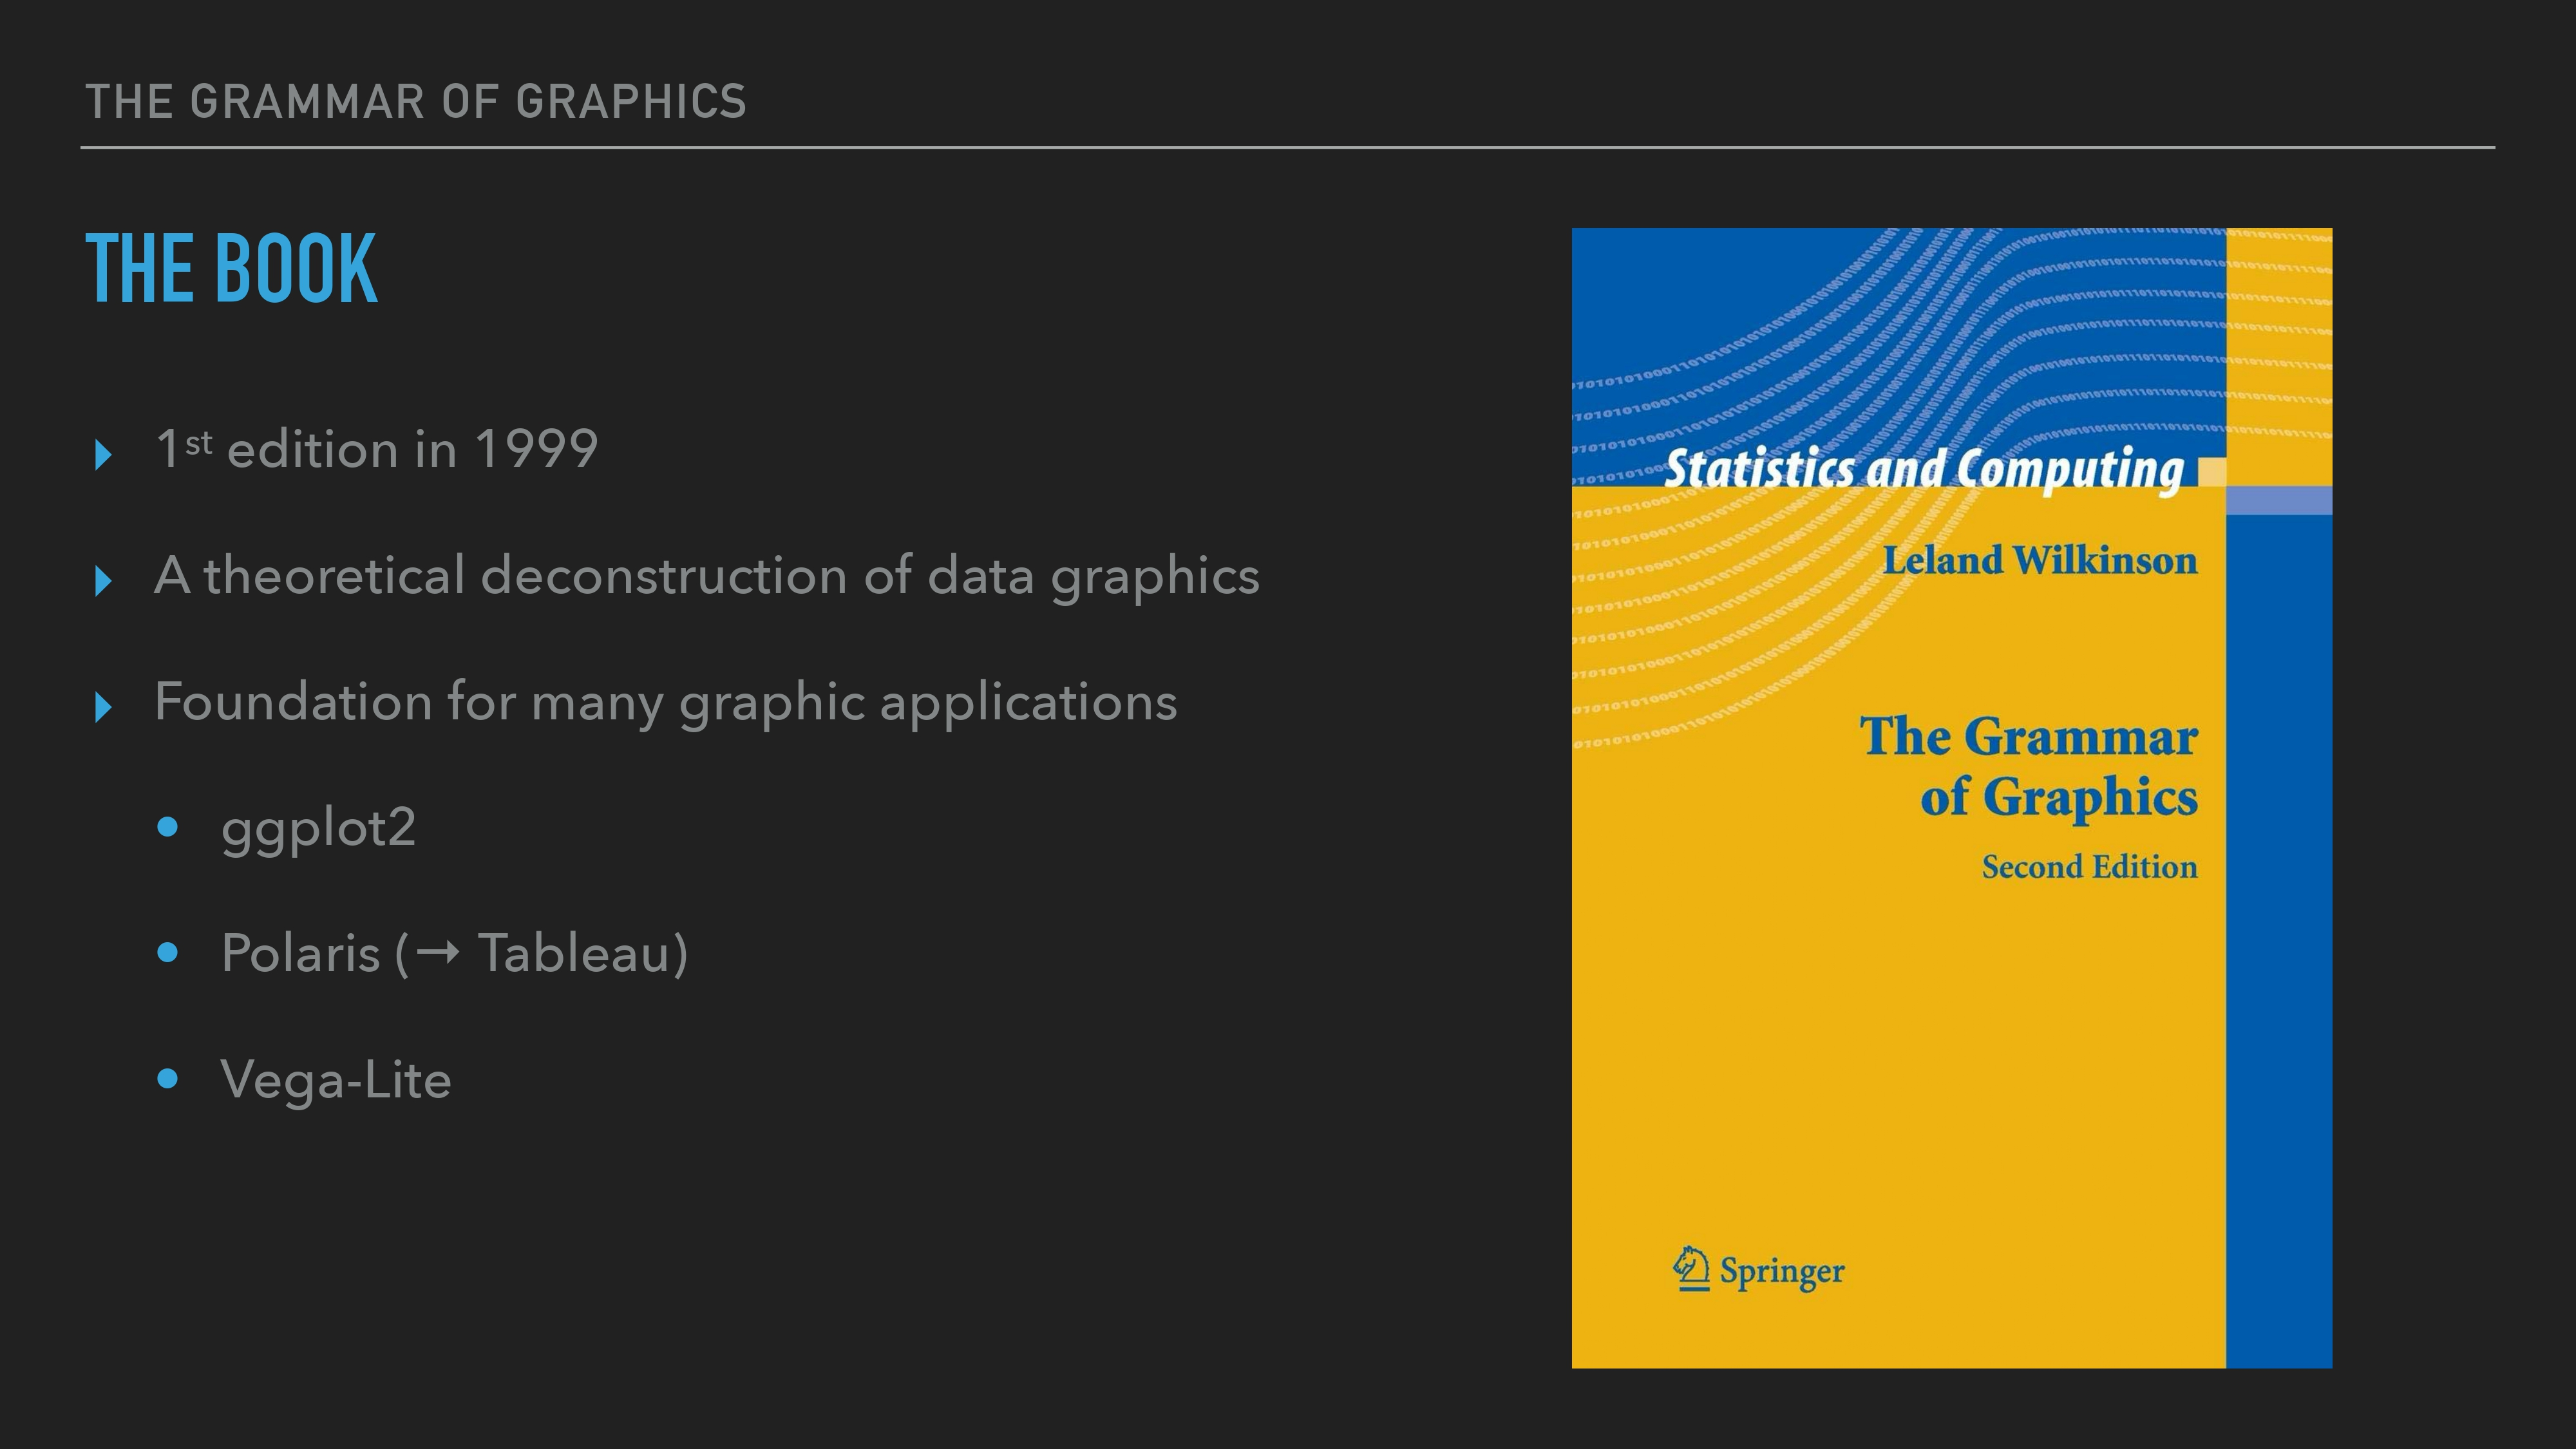 THE GRAMMAR OF GRAPHICS
THE BOOK
1st edition in 1999
A theoretical deconstruction of data graphics
Foundation for many graphic applications
ggplot2
Polaris (→ Tableau)
Vega-Lite
Statistics and Computing
Leland Wilkinson
The Grammar
of Graphics
Second Edition
Springer